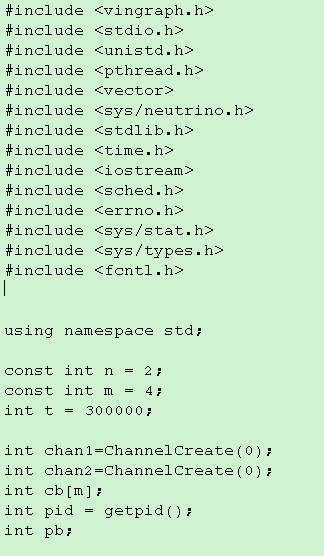 #include <vingraph.h>
#include <stdio.h>
#include <unistd.h>
#include <pthread.h>
#include <vector>
#include <sys/neutrino.h>
#include <stdlib.h>
#include <time.h>
#include <iostream>
#include <sched.h>
#include <errno.h>
#include <sys/stat.h>
#include <sys/types.h>
#include <fcntl.h>
using namespace std;
const int n = 2;
const int m = 4;
int t = 300000;
int chan1=ChannelCreate(0);
int chan2=ChannelCreate(0);
int cb[m];
int pid = getpid();
int pb;